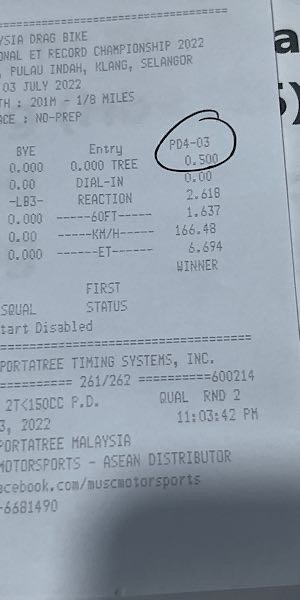 ====================================
YSIA DRAG BIKE
ONAL ET RECORD CHAMPIONSHIP 2022
, PULAU INDAH, KLANG, SELANGOR
03 JULY 2022
TH : 201M - 1/8 MILES
ACE : NO-PREP
BYE Entry PD4-03
0.000 0.000 TREE 0.500
0.00 DIAL-IN 0.00
-LB3- REACTION 2.618
0.000 -----60FT----- 1.637
0.00 -----KM/H----- 166.48
0.000 ------ET------ 6.694
WINNER
FIRST
SQUAL STATUS
tart Disabled
====================================
PORTATREE TIMING SYSTEMS, INC.
========== 261/262 ==========600214
2T<150CC P.D. QUAL RND 2
3, 2022 11:03:42 PM
PORTATREE MALAYSIA
MOTORSPORTS - ASEAN DISTRIBUTOR
acebook.com/muscmotorsports
-6681490
a
)